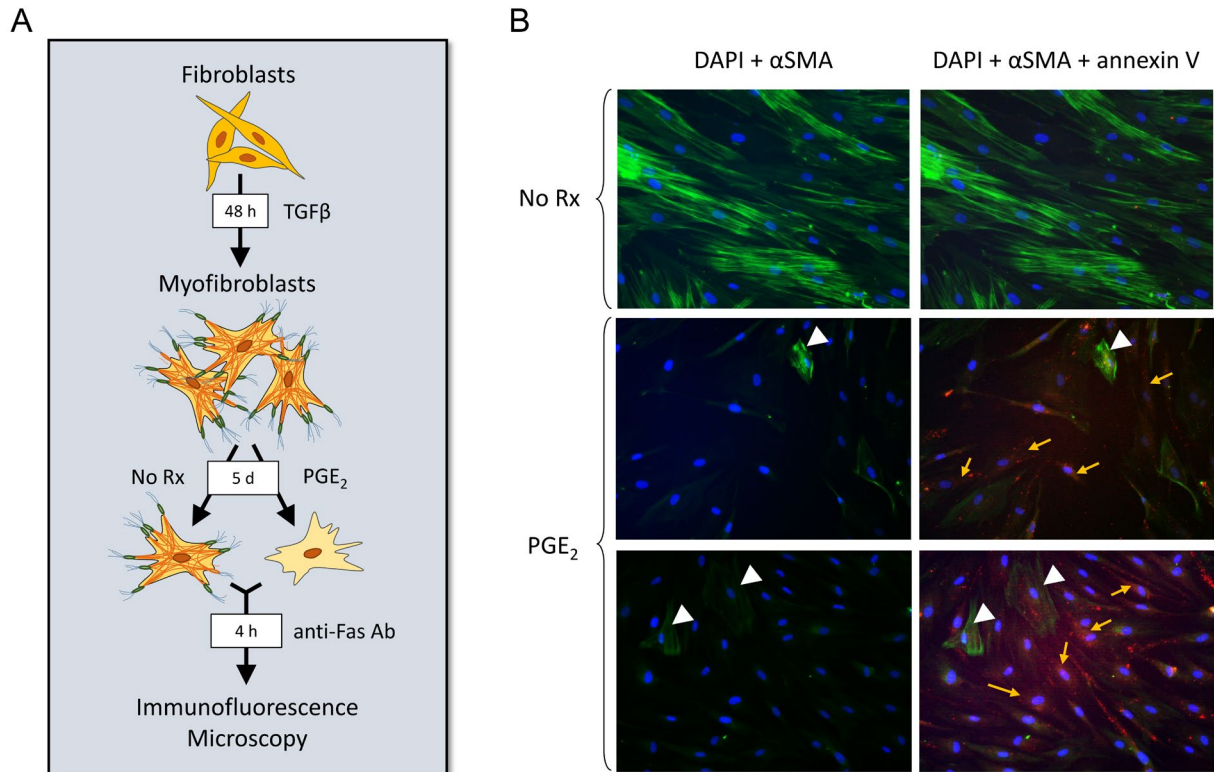 A
Fibroblasts
48 h
TGFβ
Myofibroblasts
No Rx
5 d
PGE₂
4 h
anti-Fas Ab
Immunofluorescence
Microscopy
B
DAPI + αSMA
DAPI + αSMA + annexin V
No Rx
PGE₂